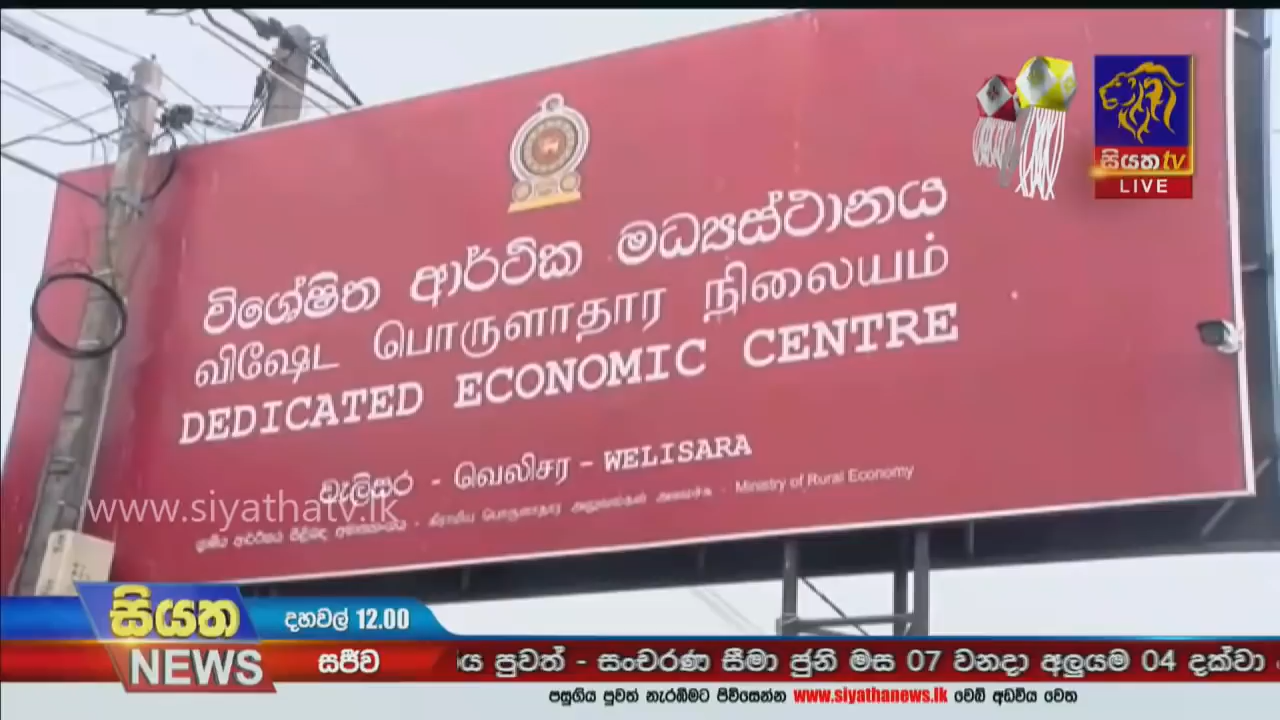 සියත tv
LIVE
විශේෂිත ආර්ථික මධ්‍යස්ථානය
விஷேட பொருளாதார நிலையம்
DEDICATED ECONOMIC CENTRE
වැලිසර - வெலிசர - WELISARA
- Ministry of Rural Economy
www.siyathatv.lk
සියත දහවල් 12.00
NEWS සජීව පුවත් - සංචරණ සීමා ජුනි මස 07 වනදා අලුයම 04 දක්වා
පසුගිය පුවත් නැරඹීමට පිවිසෙන්න www.siyathanews.lk වෙබ් අඩවිය වෙත